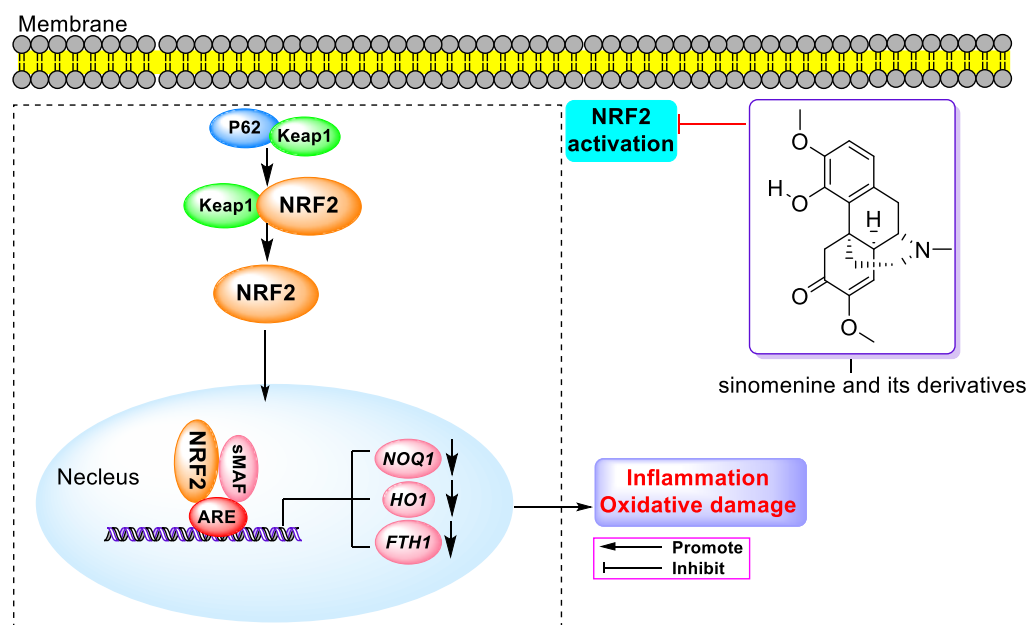 Membrane
P62
Keap1
NRF2
activation
Keap1
NRF2
NRF2
H
O
O
H
N
O
O
sinomenine and its derivatives
Necleus
NRF2
sMAF
ARE
NOQ1
HO1
FTH1
Inflammation
Oxidative damage
Promote
Inhibit